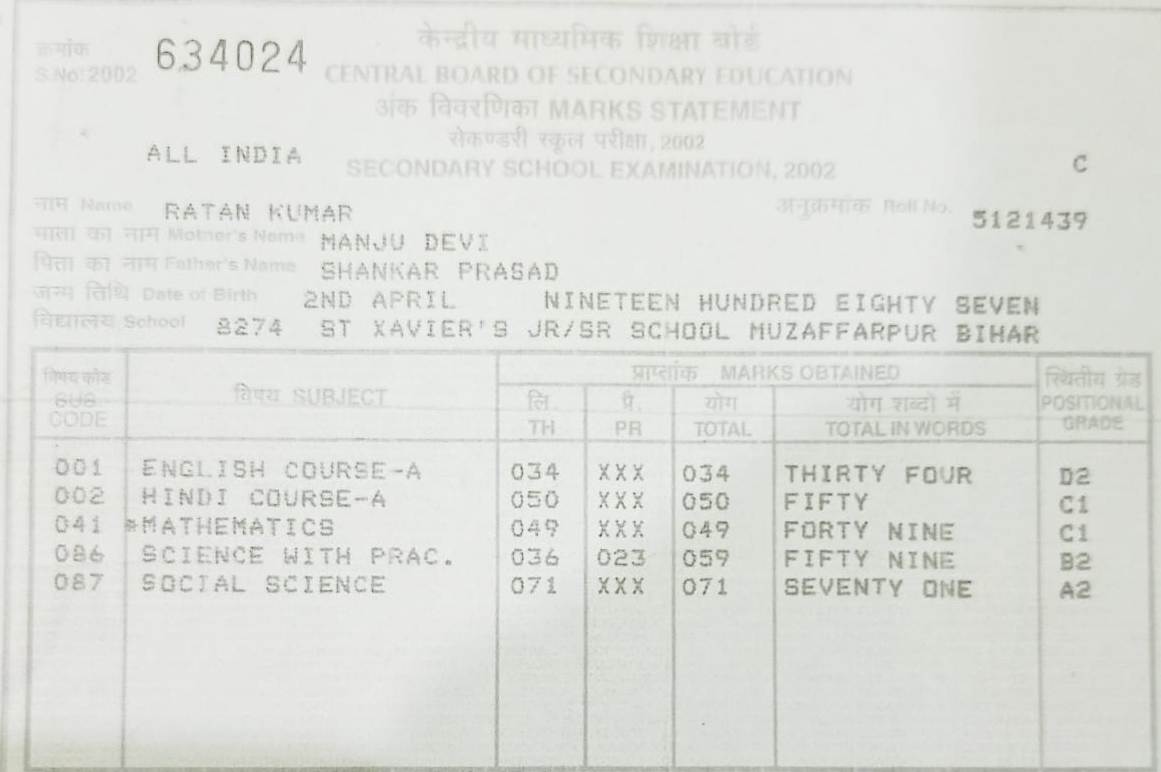 क्रमांक
S.No.2002 634024
केन्द्रीय माध्यमिक शिक्षा बोर्ड
CENTRAL BOARD OF SECONDARY EDUCATION
अंक विवरणिका MARKS STATEMENT
सेकण्डरी स्कूल परीक्षा, 2002
ALL INDIA SECONDARY SCHOOL EXAMINATION, 2002 C
नाम Name RATAN KUMAR अनुक्रमांक Roll No. 5121439
माता का नाम Mother's Name MANJU DEVI
पिता का नाम Father's Name SHANKAR PRASAD
जन्म तिथि Date of Birth 2ND APRIL NINETEEN HUNDRED EIGHTY SEVEN
विद्यालय School 8274 ST XAVIER'S JR/SR SCHOOL MUZAFFARPUR BIHAR
विषय कोड SUB. CODE विषय SUBJECT प्राप्तांक MARKS OBTAINED स्थितीय ग्रेड POSITIONAL GRADE
लि. प्रै. योग योग शब्दों में
TH PR TOTAL TOTAL IN WORDS
001 ENGLISH COURSE-A 034 XXX 034 THIRTY FOUR D2
002 HINDI COURSE-A 050 XXX 050 FIFTY C1
041 *MATHEMATICS 049 XXX 049 FORTY NINE C1
086 SCIENCE WITH PRAC. 036 023 059 FIFTY NINE B2
087 SOCIAL SCIENCE 071 XXX 071 SEVENTY ONE A2